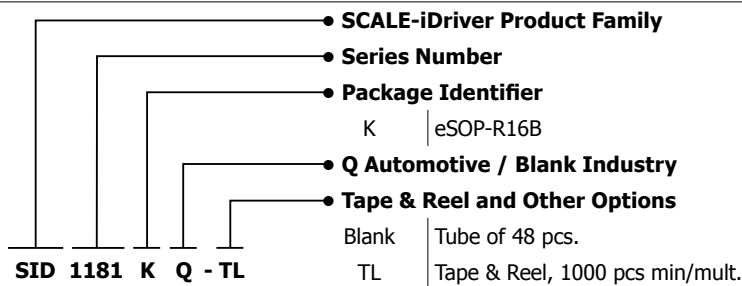 SCALE-iDriver Product Family
Series Number
Package Identifier
K eSOP-R16B
Q Automotive / Blank Industry
Tape & Reel and Other Options
Blank Tube of 48 pcs.
TL Tape & Reel, 1000 pcs min/mult.
SID 1181 K Q - TL